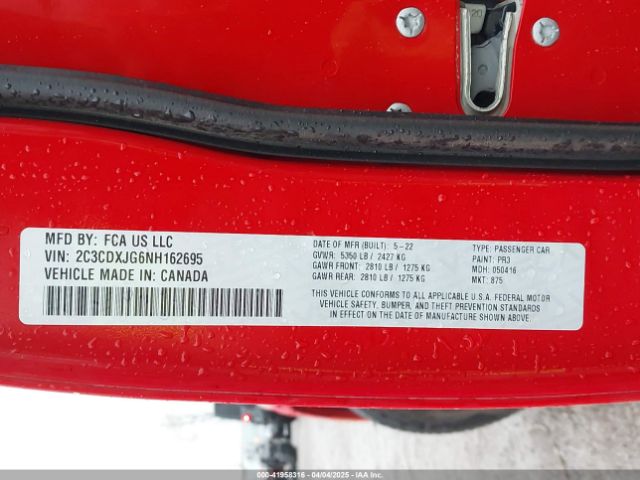 20
MFD BY: FCA US LLC
VIN: 2C3CDXJG6NH162695
VEHICLE MADE IN: CANADA
DATE OF MFR (BUILT): 5-22
GVWR: 5350 LB / 2427 KG
GAWR FRONT: 2810 LB / 1275 KG
GAWR REAR: 2810 LB / 1275 KG
TYPE: PASSENGER CAR
PAINT: PR3
MDH: 050416
MKT: 875
THIS VEHICLE CONFORMS TO ALL APPLICABLE U.S.A. FEDERAL MOTOR
VEHICLE SAFETY, BUMPER, AND THEFT PREVENTION STANDARDS
IN EFFECT ON THE DATE OF MANUFACTURE SHOWN ABOVE.
000-41958316 - 04/04/2025 - IAAI.COM